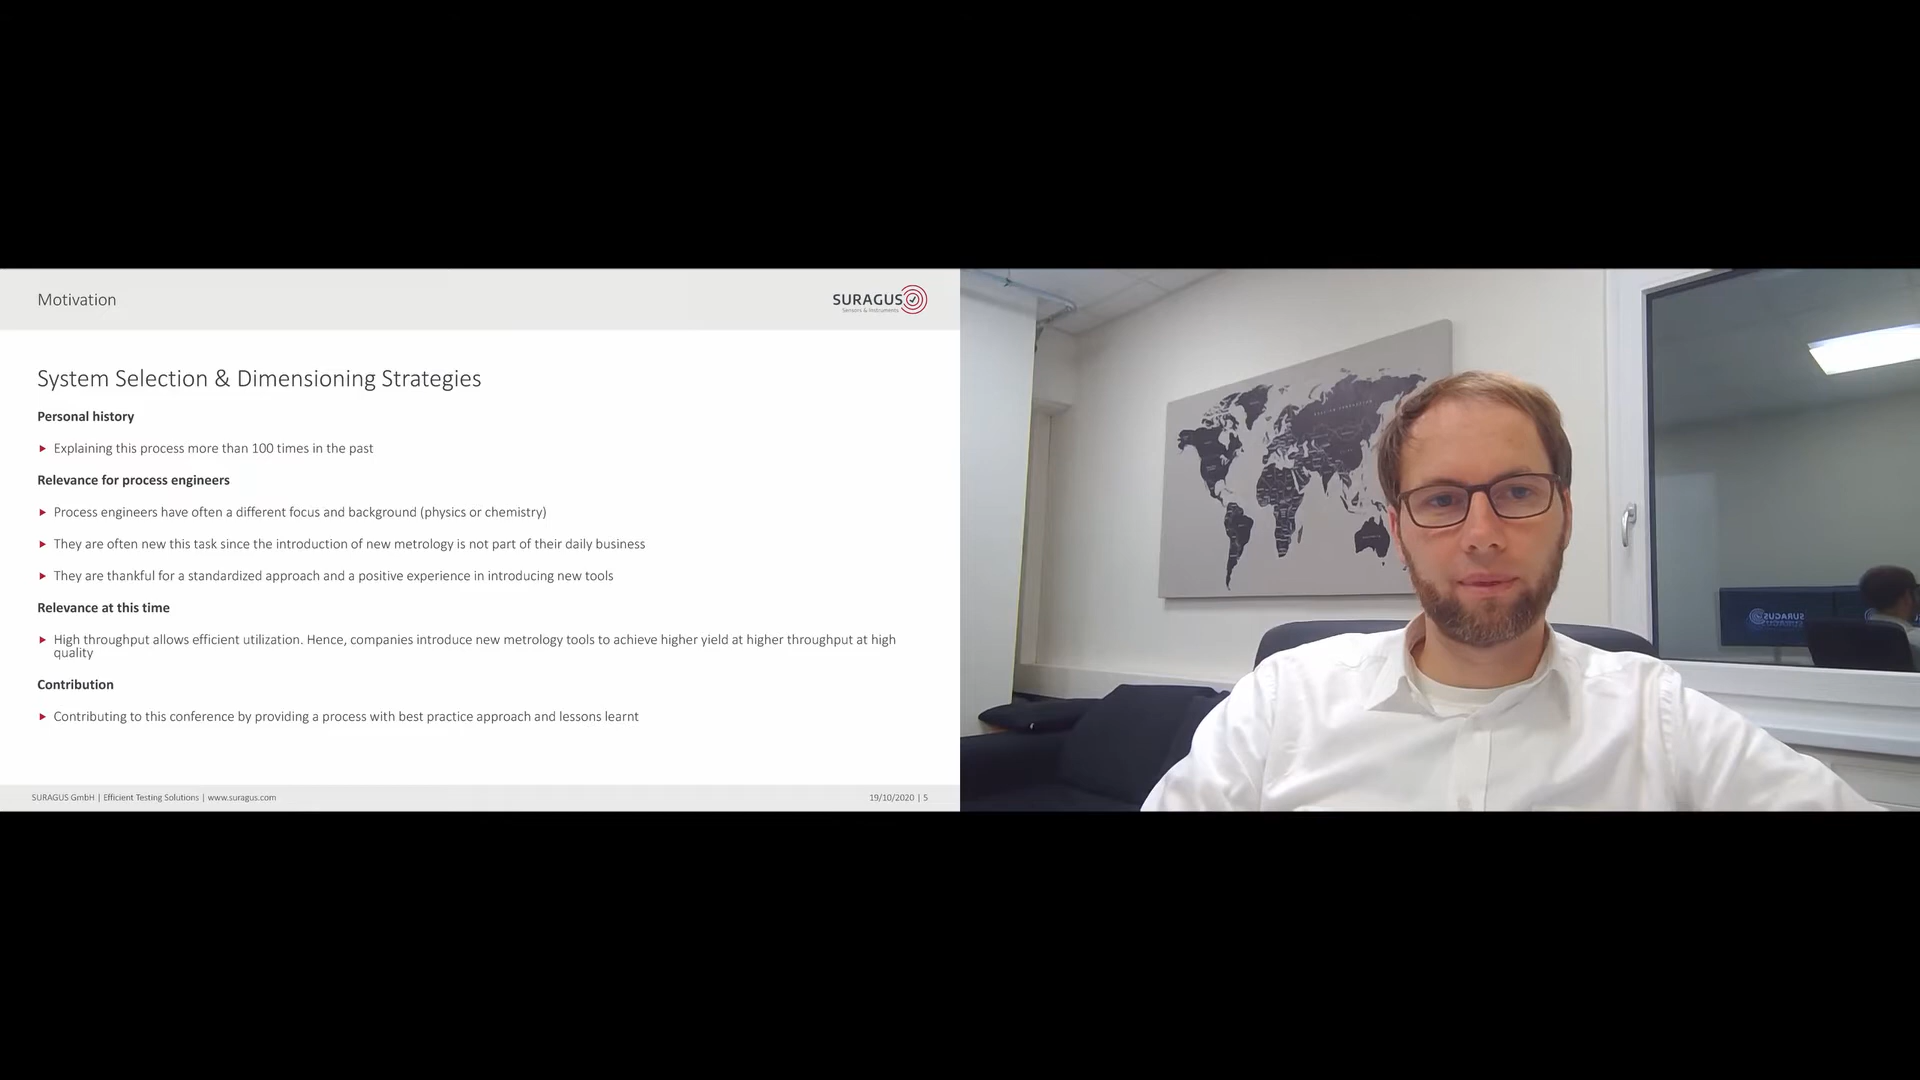 Motivation
SURAGUS
Sensors & Instruments
System Selection & Dimensioning Strategies
Personal history
Explaining this process more than 100 times in the past
Relevance for process engineers
Process engineers have often a different focus and background (physics or chemistry)
They are often new this task since the introduction of new metrology is not part of their daily business
They are thankful for a standardized approach and a positive experience in introducing new tools
Relevance at this time
High throughput allows efficient utilization. Hence, companies introduce new metrology tools to achieve higher yield at higher throughput at high
quality
Contribution
Contributing to this conference by providing a process with best practice approach and lessons learnt
SURAGUS GmbH | Efficient Testing Solutions | www.suragus.com
19/10/2020 | 5
SURAGUS